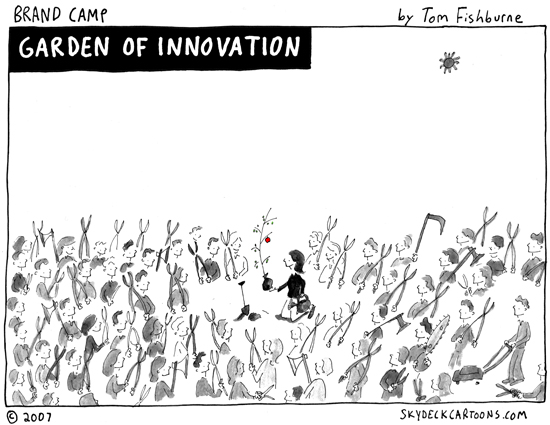 BRAND CAMP
by Tom Fishburne
GARDEN OF INNOVATION
© 2007
SKYDECKCARTOONS.COM